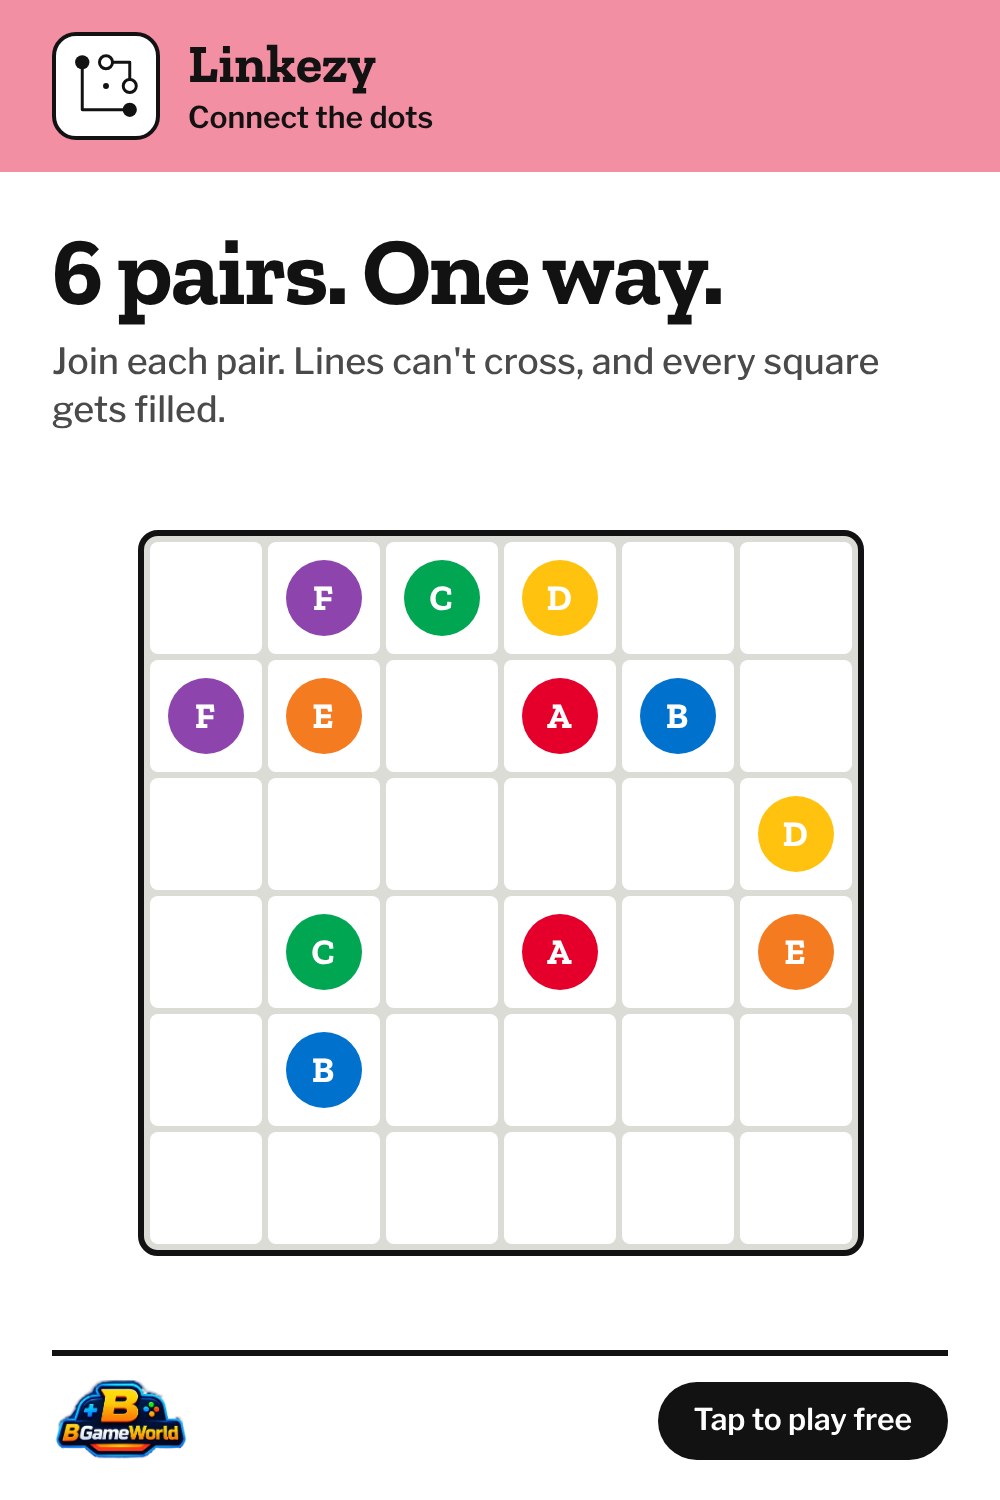 Linkezy
Connect the dots
6 pairs. One way.
Join each pair. Lines can't cross, and every square
gets filled.
F C D
F E A B
D
C A E
B
B
BGameWorld
Tap to play free